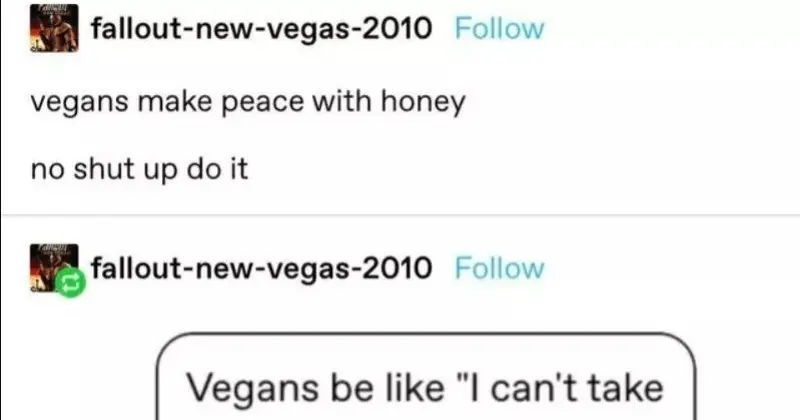 fallout-new-vegas-2010 Follow
vegans make peace with honey
no shut up do it
fallout-new-vegas-2010 Follow
Vegans be like "I can't take